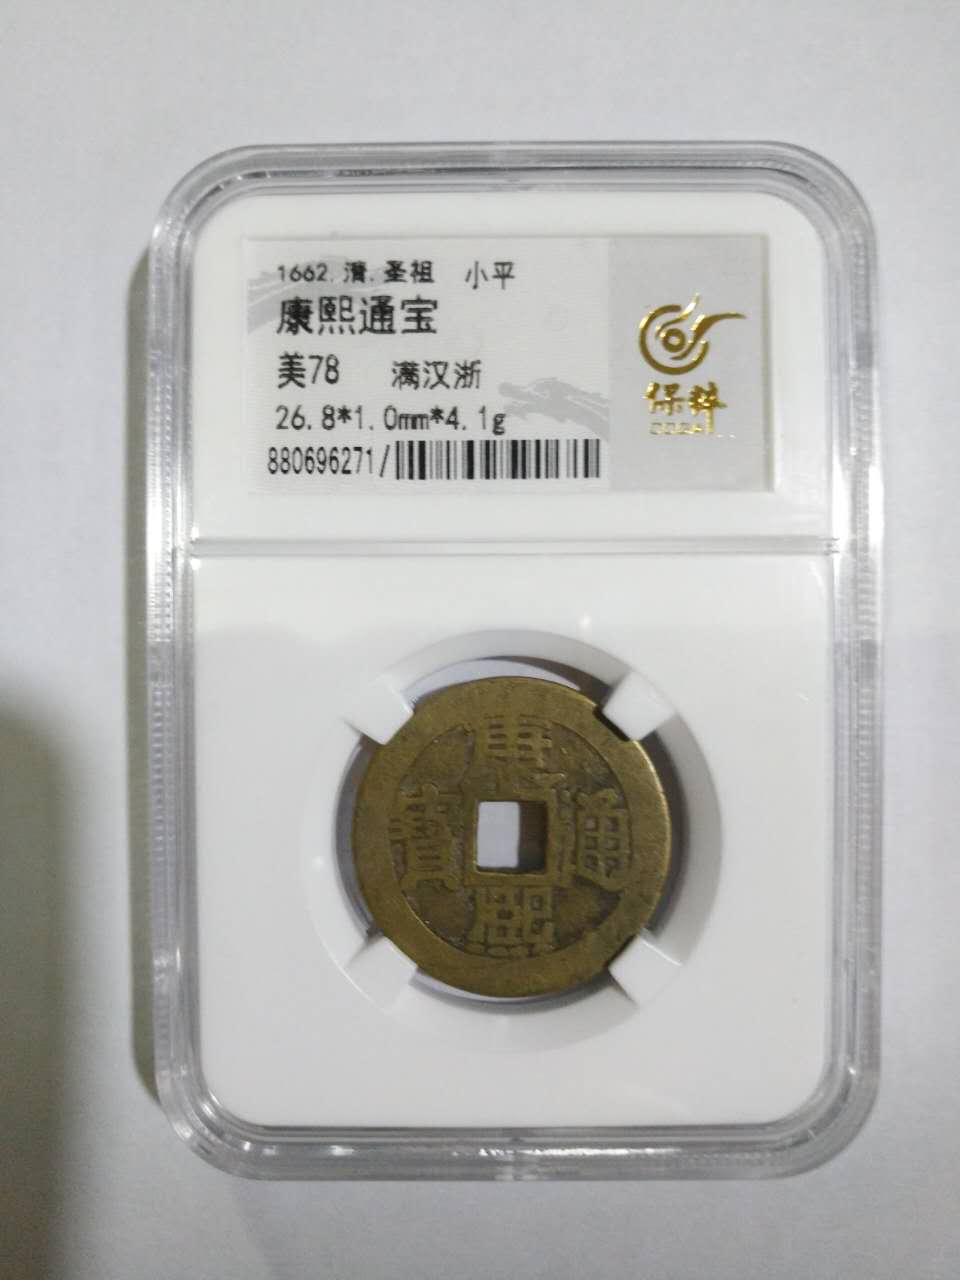 1662.清.圣祖 小平
康熙通宝
美78 满汉浙
26.8*1.0mm*4.1g
880696271/
保粹
康熙通寶